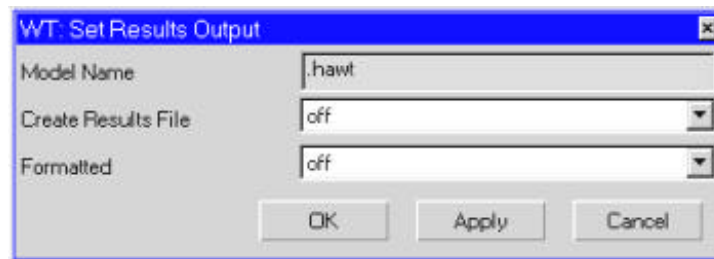 WT: Set Results Output
Model Name .hawt
Create Results File off
Formatted off
OK Apply Cancel